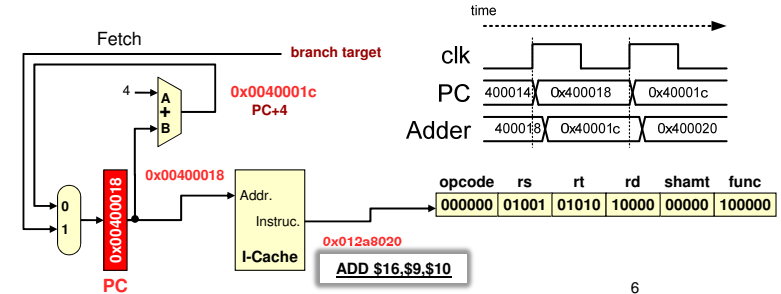 time
Fetch
branch target
clk
4
A
+
B
0x0040001c
PC+4
PC
400014
0x400018
0x40001c
Adder
400018
0x40001c
0x400020
0x00400018
0
1
0x00400018
PC
Addr.
Instruc.
I-Cache
opcode rs rt rd shamt func
000000 01001 01010 10000 00000 100000
0x012a8020
ADD $16,$9,$10
6